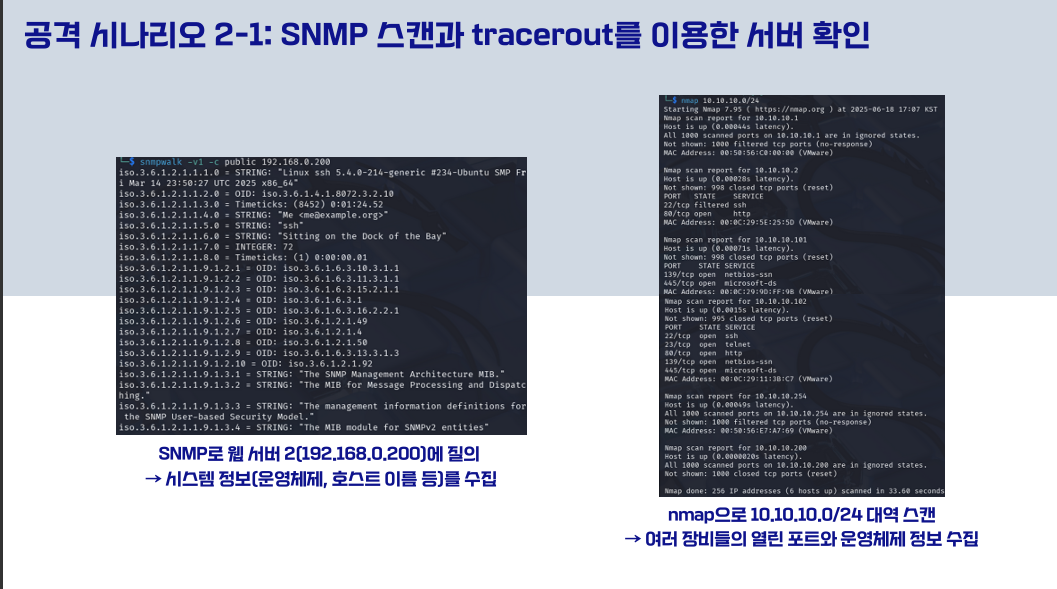 공격 시나리오 2-1: SNMP 스캔과 tracerout를 이용한 서버 확인
└─$ snmpwalk -v1 -c public 192.168.0.200
iso.3.6.1.2.1.1.1.0 = STRING: "Linux ssh 5.4.0-214-generic #234-Ubuntu SMP Fr
i Mar 14 23:50:27 UTC 2025 x86_64"
iso.3.6.1.2.1.1.2.0 = OID: iso.3.6.1.4.1.8072.3.2.10
iso.3.6.1.2.1.1.3.0 = Timeticks: (8452) 0:01:24.52
iso.3.6.1.2.1.1.4.0 = STRING: "Me <me@example.org>"
iso.3.6.1.2.1.1.5.0 = STRING: "ssh"
iso.3.6.1.2.1.1.6.0 = STRING: "Sitting on the Dock of the Bay"
iso.3.6.1.2.1.1.7.0 = INTEGER: 72
iso.3.6.1.2.1.1.8.0 = Timeticks: (1) 0:00:00.01
iso.3.6.1.2.1.1.9.1.2.1 = OID: iso.3.6.1.6.3.10.3.1.1
iso.3.6.1.2.1.1.9.1.2.2 = OID: iso.3.6.1.6.3.11.3.1.1
iso.3.6.1.2.1.1.9.1.2.3 = OID: iso.3.6.1.6.3.15.2.1.1
iso.3.6.1.2.1.1.9.1.2.4 = OID: iso.3.6.1.6.3.1
iso.3.6.1.2.1.1.9.1.2.5 = OID: iso.3.6.1.6.3.16.2.2.1
iso.3.6.1.2.1.1.9.1.2.6 = OID: iso.3.6.1.2.1.49
iso.3.6.1.2.1.1.9.1.2.7 = OID: iso.3.6.1.2.1.4
iso.3.6.1.2.1.1.9.1.2.8 = OID: iso.3.6.1.2.1.50
iso.3.6.1.2.1.1.9.1.2.9 = OID: iso.3.6.1.6.3.13.3.1.3
iso.3.6.1.2.1.1.9.1.2.10 = OID: iso.3.6.1.2.1.92
iso.3.6.1.2.1.1.9.1.3.1 = STRING: "The SNMP Management Architecture MIB."
iso.3.6.1.2.1.1.9.1.3.2 = STRING: "The MIB for Message Processing and Dispatc
hing."
iso.3.6.1.2.1.1.9.1.3.3 = STRING: "The management information definitions for
the SNMP User-based Security Model."
iso.3.6.1.2.1.1.9.1.3.4 = STRING: "The MIB module for SNMPv2 entities"
SNMP로 웹 서버 2(192.168.0.200)에 질의
→ 시스템 정보(운영체제, 호스트 이름 등)를 수집
└─$ nmap 10.10.10.0/24
Starting Nmap 7.95 ( https://nmap.org ) at 2025-06-18 17:07 KST
Nmap scan report for 10.10.10.1
Host is up (0.00044s latency).
All 1000 scanned ports on 10.10.10.1 are in ignored states.
Not shown: 1000 filtered tcp ports (no-response)
MAC Address: 00:50:56:C0:00:00 (VMware)
Nmap scan report for 10.10.10.2
Host is up (0.00028s latency).
Not shown: 998 closed tcp ports (reset)
PORT STATE SERVICE
22/tcp filtered ssh
80/tcp open http
MAC Address: 00:0C:29:5E:25:5D (VMware)
Nmap scan report for 10.10.10.101
Host is up (0.00071s latency).
Not shown: 998 closed tcp ports (reset)
PORT STATE SERVICE
139/tcp open netbios-ssn
445/tcp open microsoft-ds
MAC Address: 00:0C:29:9D:FF:9B (VMware)
Nmap scan report for 10.10.10.102
Host is up (0.0015s latency).
Not shown: 995 closed tcp ports (reset)
PORT STATE SERVICE
22/tcp open ssh
23/tcp open telnet
80/tcp open http
139/tcp open netbios-ssn
445/tcp open microsoft-ds
MAC Address: 00:0C:29:11:3B:C7 (VMware)
Nmap scan report for 10.10.10.254
Host is up (0.00049s latency).
All 1000 scanned ports on 10.10.10.254 are in ignored states.
Not shown: 1000 filtered tcp ports (no-response)
MAC Address: 00:50:56:E7:A7:69 (VMware)
Nmap scan report for 10.10.10.200
Host is up (0.0000020s latency).
All 1000 scanned ports on 10.10.10.200 are in ignored states.
Not shown: 1000 closed tcp ports (reset)
Nmap done: 256 IP addresses (6 hosts up) scanned in 33.60 seconds
nmap으로 10.10.10.0/24 대역 스캔
→ 여러 장비들의 열린 포트와 운영체제 정보 수집